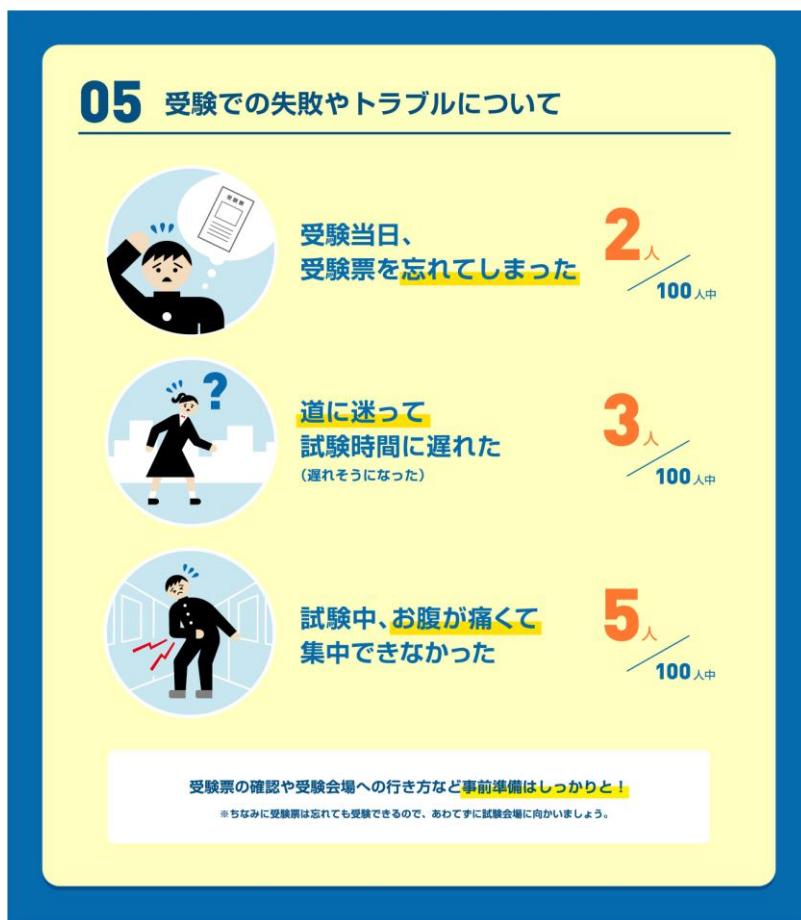 05 受験での失敗やトラブルについて
受験票
受験当日、
受験票を忘れてしまった
2人
100人中
?
道に迷って
試験時間に遅れた
(遅れそうになった)
3人
100人中
試験中、お腹が痛くて
集中できなかった
5人
100人中
受験票の確認や受験会場への行き方など事前準備はしっかりと!
※ちなみに受験票は忘れても受験できるので、あわてずに試験会場に向かいましょう。